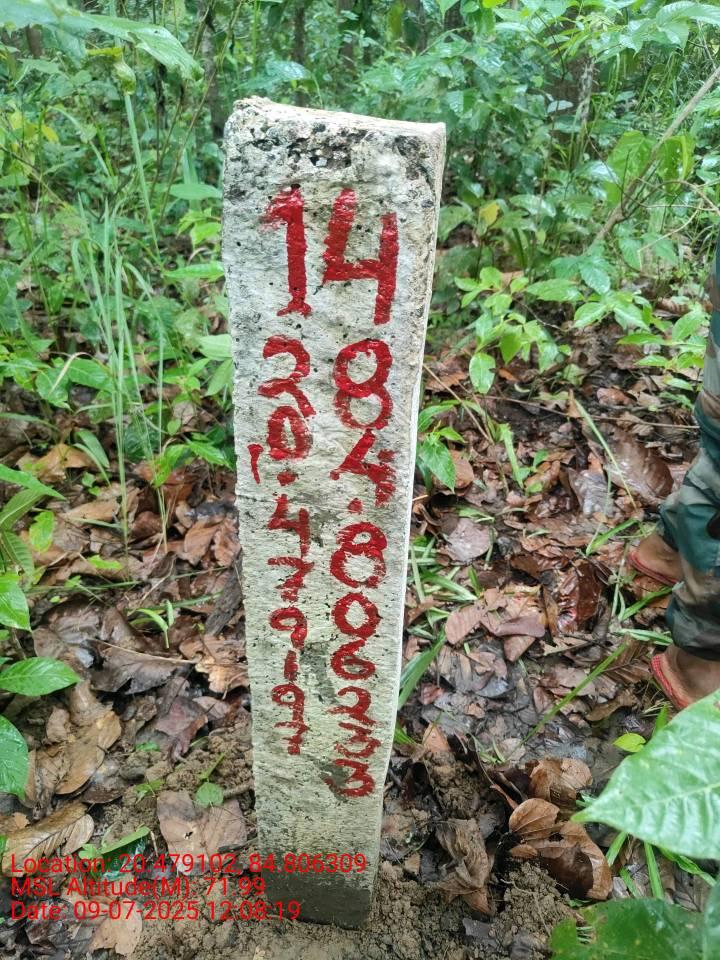 14
20.479197
84.806233
Location: 20.479102, 84.806309
MSL Altitude(M): 71.99
Date: 09-07-2025 12:08:19